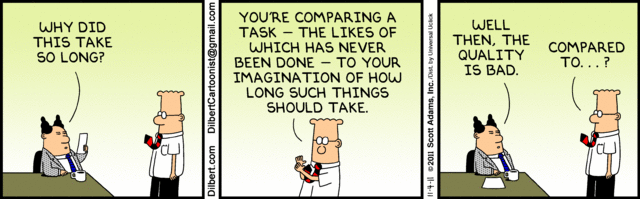 WHY DID
THIS TAKE
SO LONG?
Dilbert.com DilbertCartoonist@gmail.com
YOU'RE COMPARING A
TASK – THE LIKES OF
WHICH HAS NEVER
BEEN DONE – TO YOUR
IMAGINATION OF HOW
LONG SUCH THINGS
SHOULD TAKE.
11-4-11 ©2011 Scott Adams, Inc./Dist. by Universal Uclick
WELL
THEN, THE
QUALITY
IS BAD.
COMPARED
TO...?